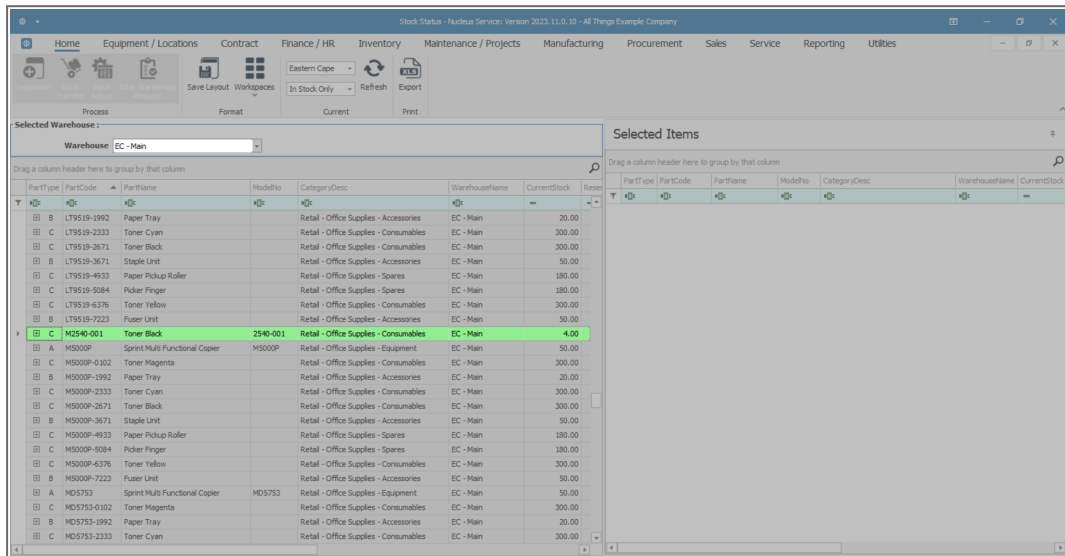 Stock Status - Nucleus Service: Version 2023.11.0.10 - All Things Example Company
Home Equipment / Locations Contract Finance / HR Inventory Maintenance / Projects Manufacturing Procurement Sales Service Reporting Utilities
Stock Transfer
Stock Adjust
Save Layout Workspaces
Eastern Cape
In Stock Only
Refresh
XLS
Export
Process Format Current Print
Selected Warehouse :
Warehouse EC - Main
Selected Items
Drag a column header here to group by that column
Drag a column header here to group by that column
PartType PartCode PartName ModelNo CategoryDesc WarehouseName CurrentStock Rese
PartType PartCode PartName ModelNo CategoryDesc WarehouseName CurrentStock
B LT9519-1992 Paper Tray Retail - Office Supplies - Accessories EC - Main 20.00
C LT9519-2333 Toner Cyan Retail - Office Supplies - Consumables EC - Main 300.00
C LT9519-2671 Toner Black Retail - Office Supplies - Consumables EC - Main 300.00
B LT9519-3671 Staple Unit Retail - Office Supplies - Accessories EC - Main 50.00
C LT9519-4933 Paper Pickup Roller Retail - Office Supplies - Spares EC - Main 180.00
C LT9519-5084 Picker Finger Retail - Office Supplies - Spares EC - Main 180.00
C LT9519-6376 Toner Yellow Retail - Office Supplies - Consumables EC - Main 300.00
B LT9519-7223 Fuser Unit Retail - Office Supplies - Accessories EC - Main 50.00
C M2540-001 Toner Black 2540-001 Retail - Office Supplies - Consumables EC - Main 4.00
A M5000P Sprint Multi Functional Copier M5000P Retail - Office Supplies - Equipment EC - Main 50.00
C M5000P-0102 Toner Magenta Retail - Office Supplies - Consumables EC - Main 300.00
B M5000P-1992 Paper Tray Retail - Office Supplies - Accessories EC - Main 20.00
C M5000P-2333 Toner Cyan Retail - Office Supplies - Consumables EC - Main 300.00
C M5000P-2671 Toner Black Retail - Office Supplies - Consumables EC - Main 300.00
B M5000P-3671 Staple Unit Retail - Office Supplies - Accessories EC - Main 50.00
C M5000P-4933 Paper Pickup Roller Retail - Office Supplies - Spares EC - Main 180.00
C M5000P-5084 Picker Finger Retail - Office Supplies - Spares EC - Main 180.00
C M5000P-6376 Toner Yellow Retail - Office Supplies - Consumables EC - Main 300.00
B M5000P-7223 Fuser Unit Retail - Office Supplies - Accessories EC - Main 50.00
A MD5753 Sprint Multi Functional Copier MD5753 Retail - Office Supplies - Equipment EC - Main 50.00
C MD5753-0102 Toner Magenta Retail - Office Supplies - Consumables EC - Main 300.00
B MD5753-1992 Paper Tray Retail - Office Supplies - Accessories EC - Main 20.00
C MD5753-2333 Toner Cyan Retail - Office Supplies - Consumables EC - Main 300.00